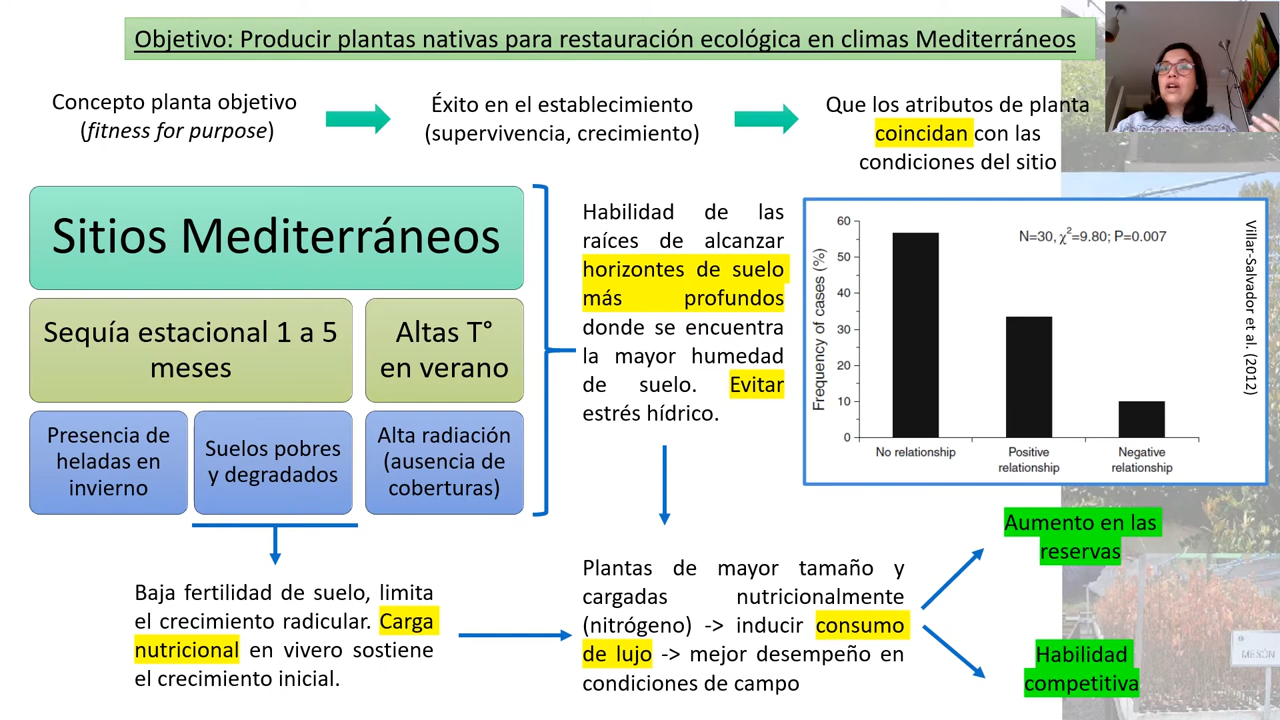 Objetivo: Producir plantas nativas para restauración ecológica en climas Mediterráneos
Concepto planta objetivo
(fitness for purpose)
Éxito en el establecimiento
(supervivencia, crecimiento)
Que los atributos de planta
coincidan con las
condiciones del sitio
Sitios Mediterráneos
Sequía estacional 1 a 5
meses
Altas T°
en verano
Presencia de
heladas en
invierno
Suelos pobres
y degradados
Alta radiación
(ausencia de
coberturas)
Habilidad de las
raíces de alcanzar
horizontes de suelo
más profundos
donde se encuentra
la mayor humedad
de suelo. Evitar
estrés hídrico.
Frequency of cases (%)
60
50
40
30
20
10
0
N=30, χ²=9.80; P=0.007
No relationship
Positive
relationship
Negative
relationship
Villar-Salvador et al. (2012)
Baja fertilidad de suelo, limita
el crecimiento radicular. Carga
nutricional en vivero sostiene
el crecimiento inicial.
Plantas de mayor tamaño y
cargadas nutricionalmente
(nitrógeno) -> inducir consumo
de lujo -> mejor desempeño en
condiciones de campo
Aumento en las
reservas
Habilidad
competitiva
MESÓN